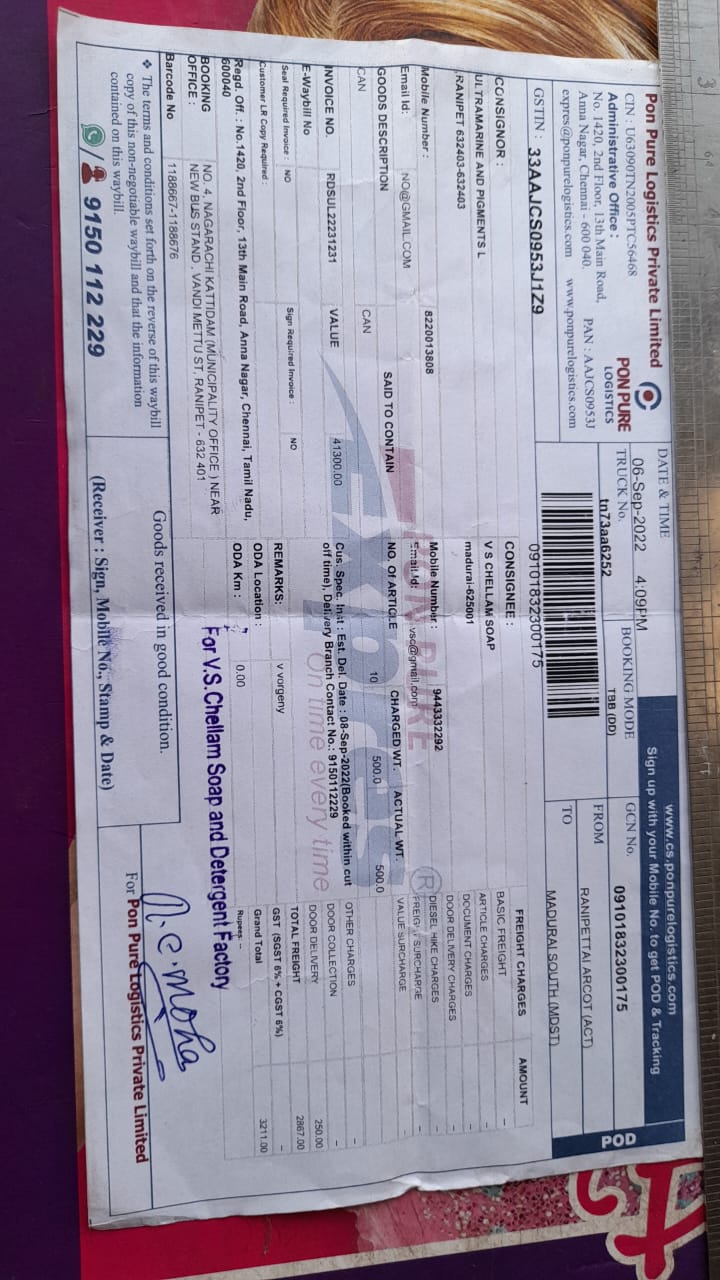 Pon Pure Logistics Private Limited
CIN : U63090TN2005PTC56468
Administrative Office :
No. 1420, 2nd Floor, 13th Main Road,
Anna Nagar, Chennai - 600 040.
PAN : AAJCS0953J
expres@ponpurelogistics.com www.ponpurelogistics.com
PON PURE
LOGISTICS
GSTIN : 33AAJCS0953J1Z9
DATE & TIME
06-Sep-2022 4:09PM
TRUCK No.
tn73aa6252
BOOKING MODE
TBB (DD)
www.cs.ponpurelogistics.com
Sign up with your Mobile No. to get POD & Tracking
GCN No.
09101832300175
POD
FROM
RANIPETTAI ARCOT (ACT)
TO
MADURAI SOUTH (MDST)
09101832300175
CONSIGNOR :
ULTRAMARINE AND PIGMENTS L
RANIPET 632403-632403
Mobile Number : 8220013808
Email Id: NO@GMAIL.COM
CONSIGNEE :
V S CHELLAM SOAP
madurai-625001
Mobile Number : 9443332292
Email Id: vsc@gmail.com
FREIGHT CHARGES AMOUNT
BASIC FREIGHT -
ARTICLE CHARGES -
DOCUMENT CHARGES -
DOOR DELIVERY CHARGES -
DIESEL HIKE CHARGES -
FREIGHT SURCHARGE -
VALUE SURCHARGE -
OTHER CHARGES -
DOOR COLLECTION -
DOOR DELIVERY 250.00
TOTAL FREIGHT 2867.00
GST (SGST 6% + CGST 6%) -
Grand Total 3211.00
Rupees: --
GOODS DESCRIPTION SAID TO CONTAIN NO. Of ARTICLE CHARGED WT. ACTUAL WT.
CAN CAN 10 500.0 500.0
PON PURE
Expres
®
On time every time
INVOICE NO. RDSUL22231231 VALUE 41300.00
Cus. Spec. Inst : Est. Del. Date : 08-Sep-2022(Booked within cut
off time), Delivery Branch Contact No.: 9150112229
E-Waybill No
Seal Required Invoice : NO Sign Required Invoice : NO
REMARKS: v vorgeny
Customer LR Copy Required :
ODA Location :
Regd. Off. : No.1420, 2nd Floor, 13th Main Road, Anna Nagar, Chennai, Tamil Nadu,
600040
ODA Km : 0.00
BOOKING
OFFICE :
NO. 4, NAGARACHI KATTIDAM (MUNICIPALITY OFFICE ) NEAR
NEW BUS STAND , VANDI METTU ST, RANIPET - 632 401
For V.S.Chellam Soap and Detergent Factory
Barcode No 1188667-1188676
❖ The terms and conditions set forth on the reverse of this waybill
copy of this non-negotiable waybill and that the information
contained on this waybill.
/ 9150 112 229
Goods received in good condition.
(Receiver : Sign, Mobile No., Stamp & Date)
For Pon Pure Logistics Private Limited